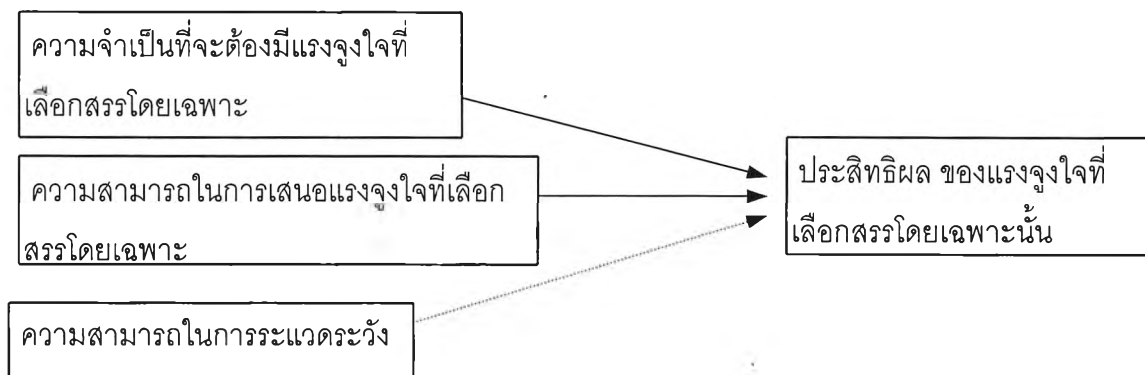 ความจำเป็นที่จะต้องมีแรงจูงใจที่
เลือกสรรโดยเฉพาะ
ความสามารถในการเสนอแรงจูงใจที่เลือก
สรรโดยเฉพาะ
ความสามารถในการระแวดระวัง
ประสิทธิผล ของแรงจูงใจที่
เลือกสรรโดยเฉพาะนั้น